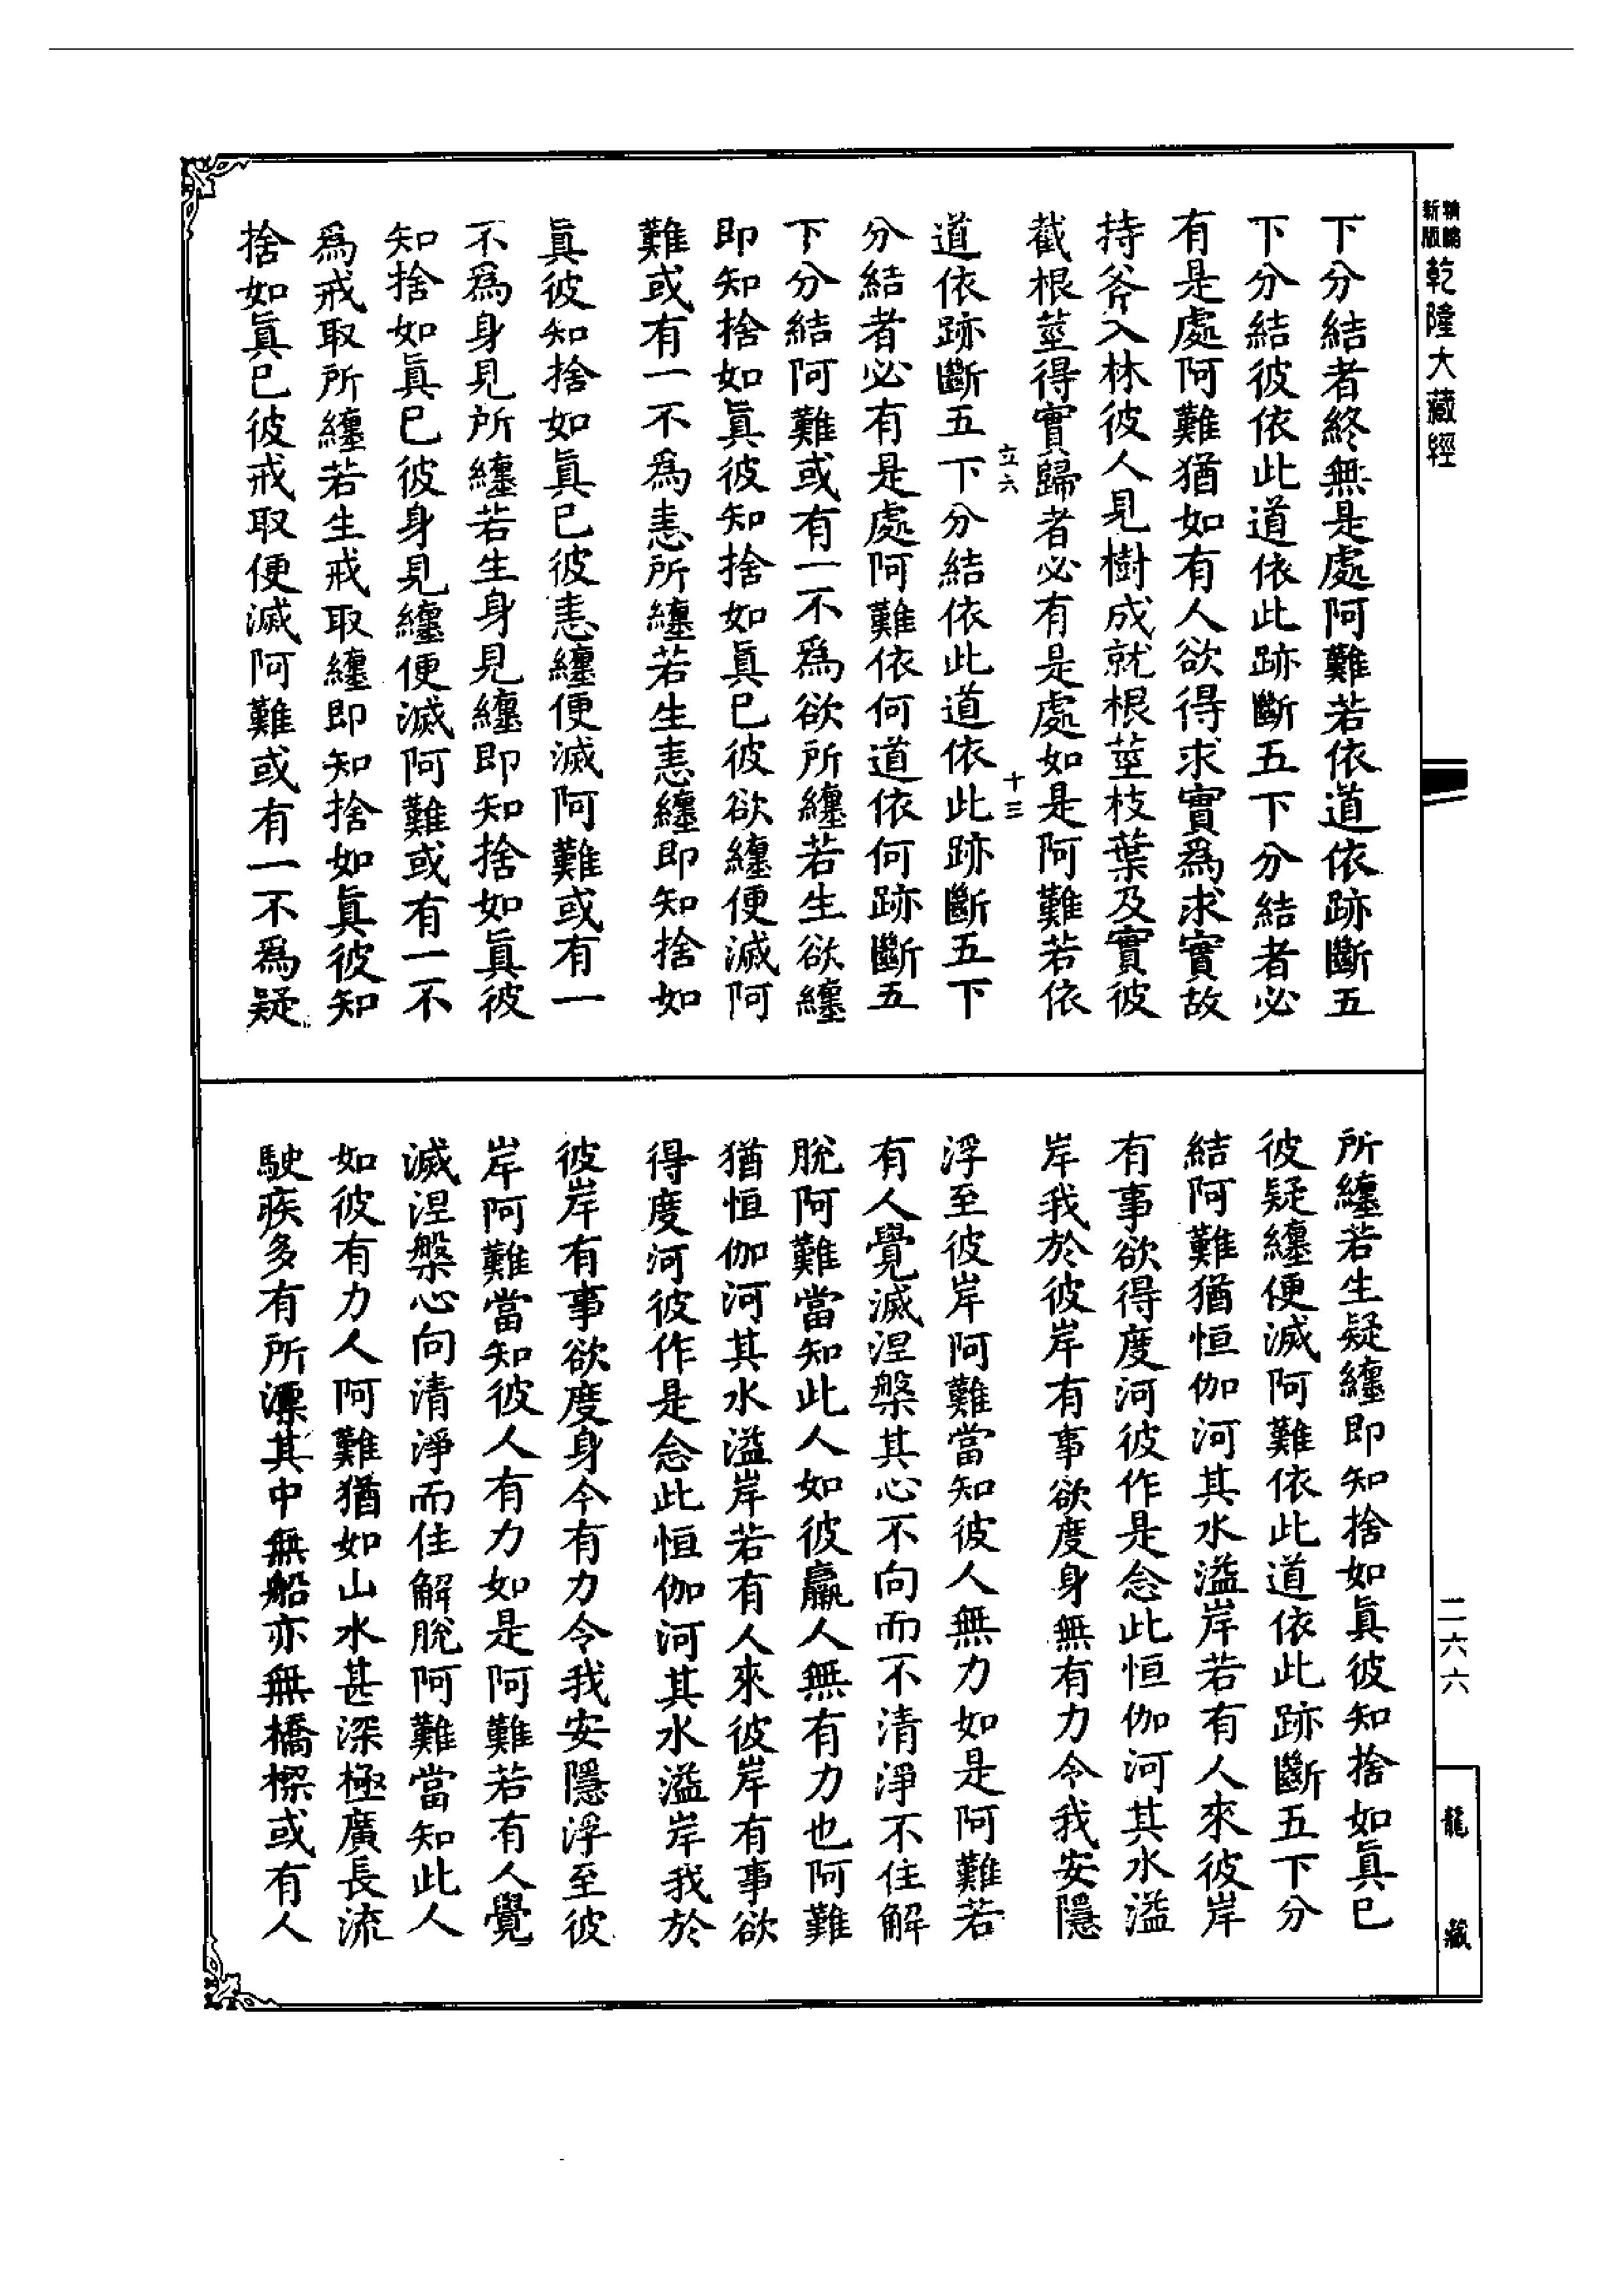 精縮新版乾隆大藏經
下分結者終無是處阿難若依道依跡斷五
下分結彼依此道依此跡斷五下分結者必
有是處阿難猶如有人欲得求實爲求實故
持斧入林彼人見樹成就根莖枝葉及實彼
截根莖得實歸者必有是處如是阿難若依
立六 十三
道依跡斷五下分結依此道依此跡斷五下
分結者必有是處阿難依何道依何跡斷五
下分結阿難或有一不爲欲所纏若生欲纏
即知捨如眞彼知捨如眞已彼欲纏便滅阿
難或有一不爲恚所纏若生恚纏即知捨如
眞彼知捨如眞已彼恚纏便滅阿難或有一
不爲身見所纏若生身見纏即知捨如眞彼
知捨如眞已彼身見纏便滅阿難或有一不
爲戒取所纏若生戒取纏即知捨如眞彼知
捨如眞已彼戒取便滅阿難或有一不爲疑
所纏若生疑纏即知捨如眞彼知捨如眞已
彼疑纏便滅阿難依此道依此跡斷五下分
結阿難猶恒伽河其水溢岸若有人來彼岸
有事欲得度河彼作是念此恒伽河其水溢
岸我於彼岸有事欲度身無有力令我安隱
浮至彼岸阿難當知彼人無力如是阿難若
有人覺滅涅槃其心不向而不清淨不住解
脫阿難當知此人如彼羸人無有力也阿難
猶恒伽河其水溢岸若有人來彼岸有事欲
得度河彼作是念此恒伽河其水溢岸我於
彼岸有事欲度身今有力令我安隱浮至彼
岸阿難當知彼人有力如是阿難若有人覺
滅涅槃心向清淨而住解脫阿難當知此人
如彼有力人阿難猶如山水甚深極廣長流
駛疾多有所漂其中無船亦無橋樑或有人
二六六
龍藏